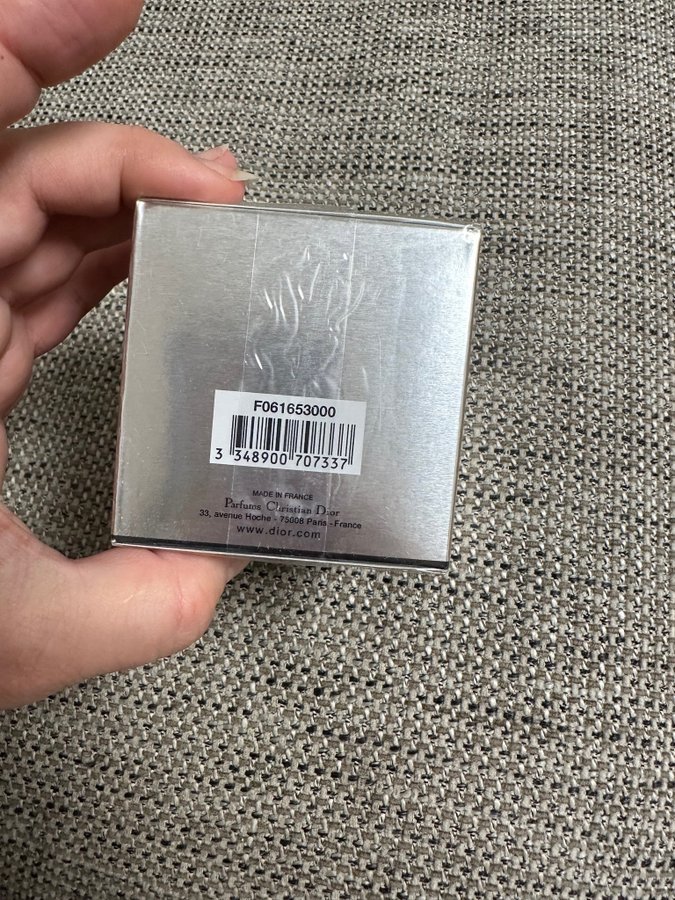 F061653000
3 348900 707337
MADE IN FRANCE
Parfums Christian Dior
33, avenue Hoche - 75008 Paris - France
www.dior.com